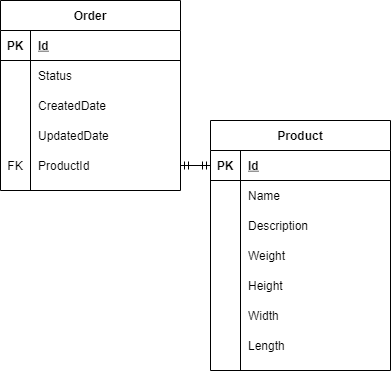 Order
PK Id
Status
CreatedDate
UpdatedDate
FK ProductId
Product
PK Id
Name
Description
Weight
Height
Width
Length